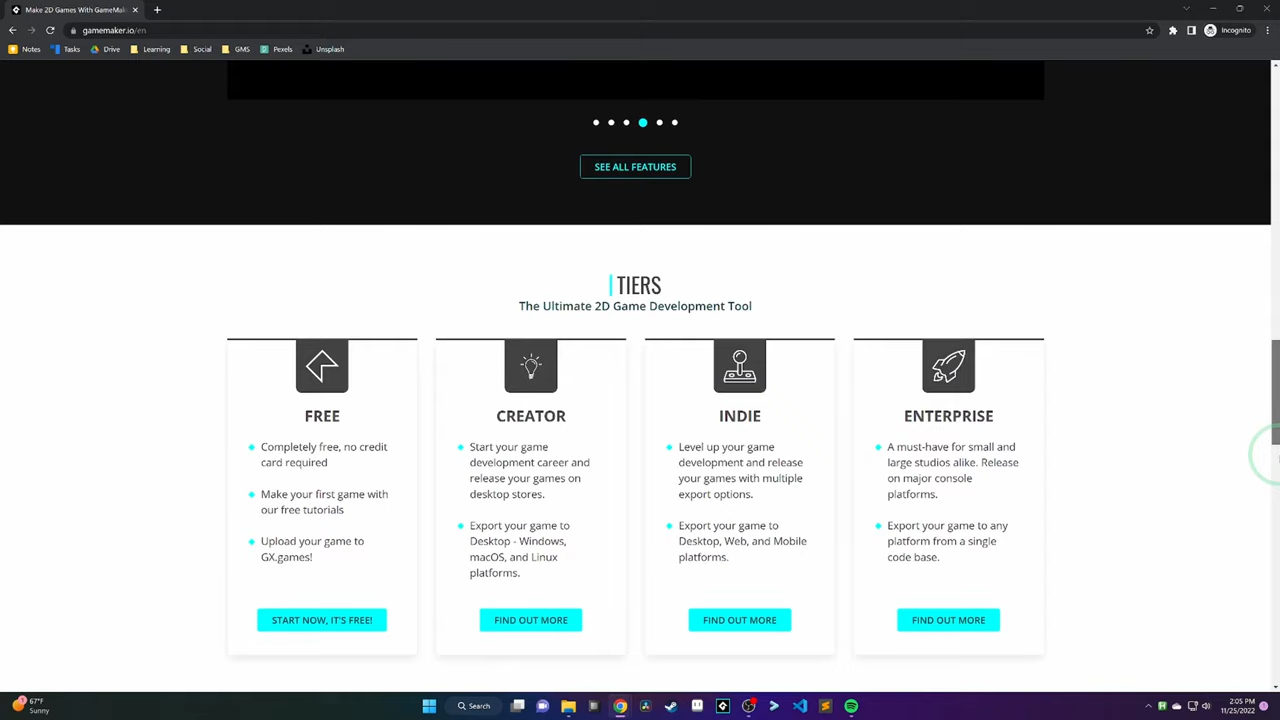 Make 2D Games With GameMaker
gamemaker.io/en
Incognito
Notes
Tasks
Drive
Learning
Social
GMS
Pexels
Unsplash
SEE ALL FEATURES
TIERS
The Ultimate 2D Game Development Tool
FREE
Completely free, no credit
card required
Make your first game with
our free tutorials
Upload your game to
GX.games!
START NOW, IT'S FREE!
CREATOR
Start your game
development career and
release your games on
desktop stores.
Export your game to
Desktop - Windows,
macOS, and Linux
platforms.
FIND OUT MORE
INDIE
Level up your game
development and release
your games with multiple
export options.
Export your game to
Desktop, Web, and Mobile
platforms.
FIND OUT MORE
ENTERPRISE
A must-have for small and
large studios alike. Release
on major console
platforms.
Export your game to any
platform from a single
code base.
FIND OUT MORE
67°F
Sunny
Search
2:05 PM
11/25/2022